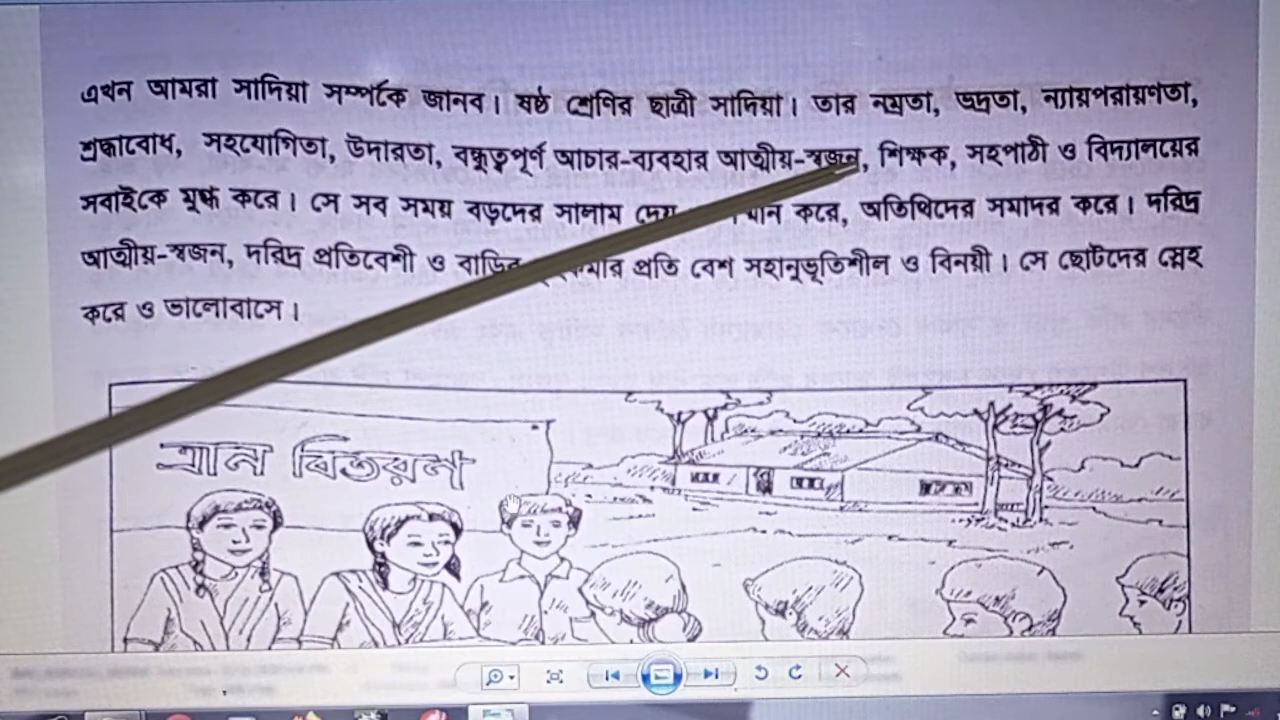 এখন আমরা সাদিয়া সম্পর্কে জানব। ষষ্ঠ শ্রেণির ছাত্রী সাদিয়া। তার নম্রতা, ভদ্রতা, ন্যায়পরায়ণতা,
শ্রদ্ধাবোধ, সহযোগিতা, উদারতা, বন্ধুত্বপূর্ণ আচার-ব্যবহার আত্মীয়-স্বজন, শিক্ষক, সহপাঠী ও বিদ্যালয়ের
সবাইকে মুগ্ধ করে। সে সব সময় বড়দের সালাম দেয় করে, অতিথিদের সমাদর করে। দরিদ্র
আত্মীয়-স্বজন, দরিদ্র প্রতিবেশী ও বাড়ির প্রতি বেশ সহানুভূতিশীল ও বিনয়ী। সে ছোটদের স্নেহ
করে ও ভালোবাসে।
ত্রান বিতরণ